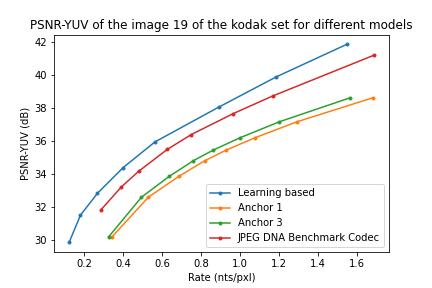 PSNR-YUV of the image 19 of the kodak set for different models
PSNR-YUV (dB)
42
40
38
36
34
32
30
Learning based
Anchor 1
Anchor 3
JPEG DNA Benchmark Codec
0.2 0.4 0.6 0.8 1.0 1.2 1.4 1.6
Rate (nts/pxl)